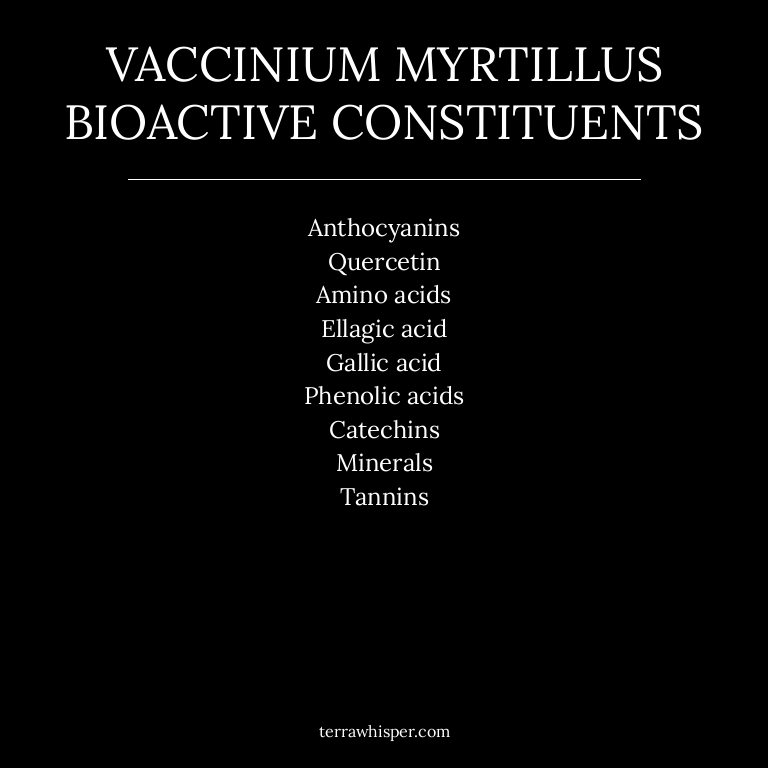 VACCINIUM MYRTILLUS
BIOACTIVE CONSTITUENTS
Anthocyanins
Quercetin
Amino acids
Ellagic acid
Gallic acid
Phenolic acids
Catechins
Minerals
Tannins
terrawhisper.com